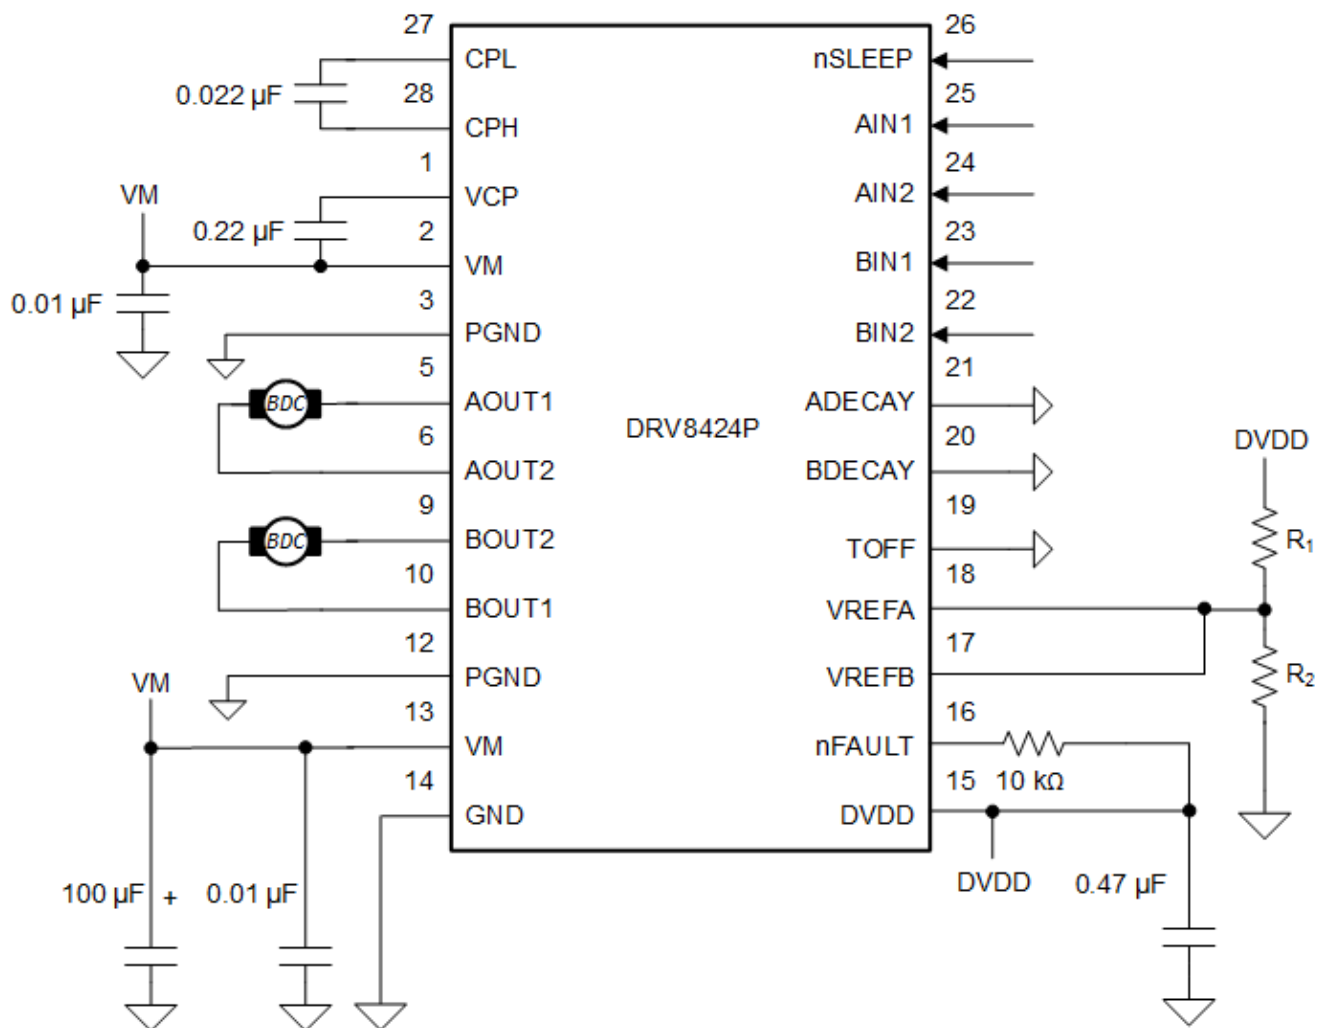 27
CPL
0.022 µF
28
CPH
1
VM
VCP
0.22 µF
2
VM
0.01 µF
3
PGND
5
BDC
AOUT1
6
AOUT2
9
BDC
BOUT2
10
BOUT1
12
PGND
VM
13
VM
14
GND
100 µF
+
0.01 µF
DRV8424P
26
nSLEEP
25
AIN1
24
AIN2
23
BIN1
22
BIN2
21
ADECAY
20
BDECAY
19
TOFF
18
VREFA
17
VREFB
16
nFAULT
10 kΩ
15
DVDD
DVDD
0.47 µF
DVDD
R₁
R₂